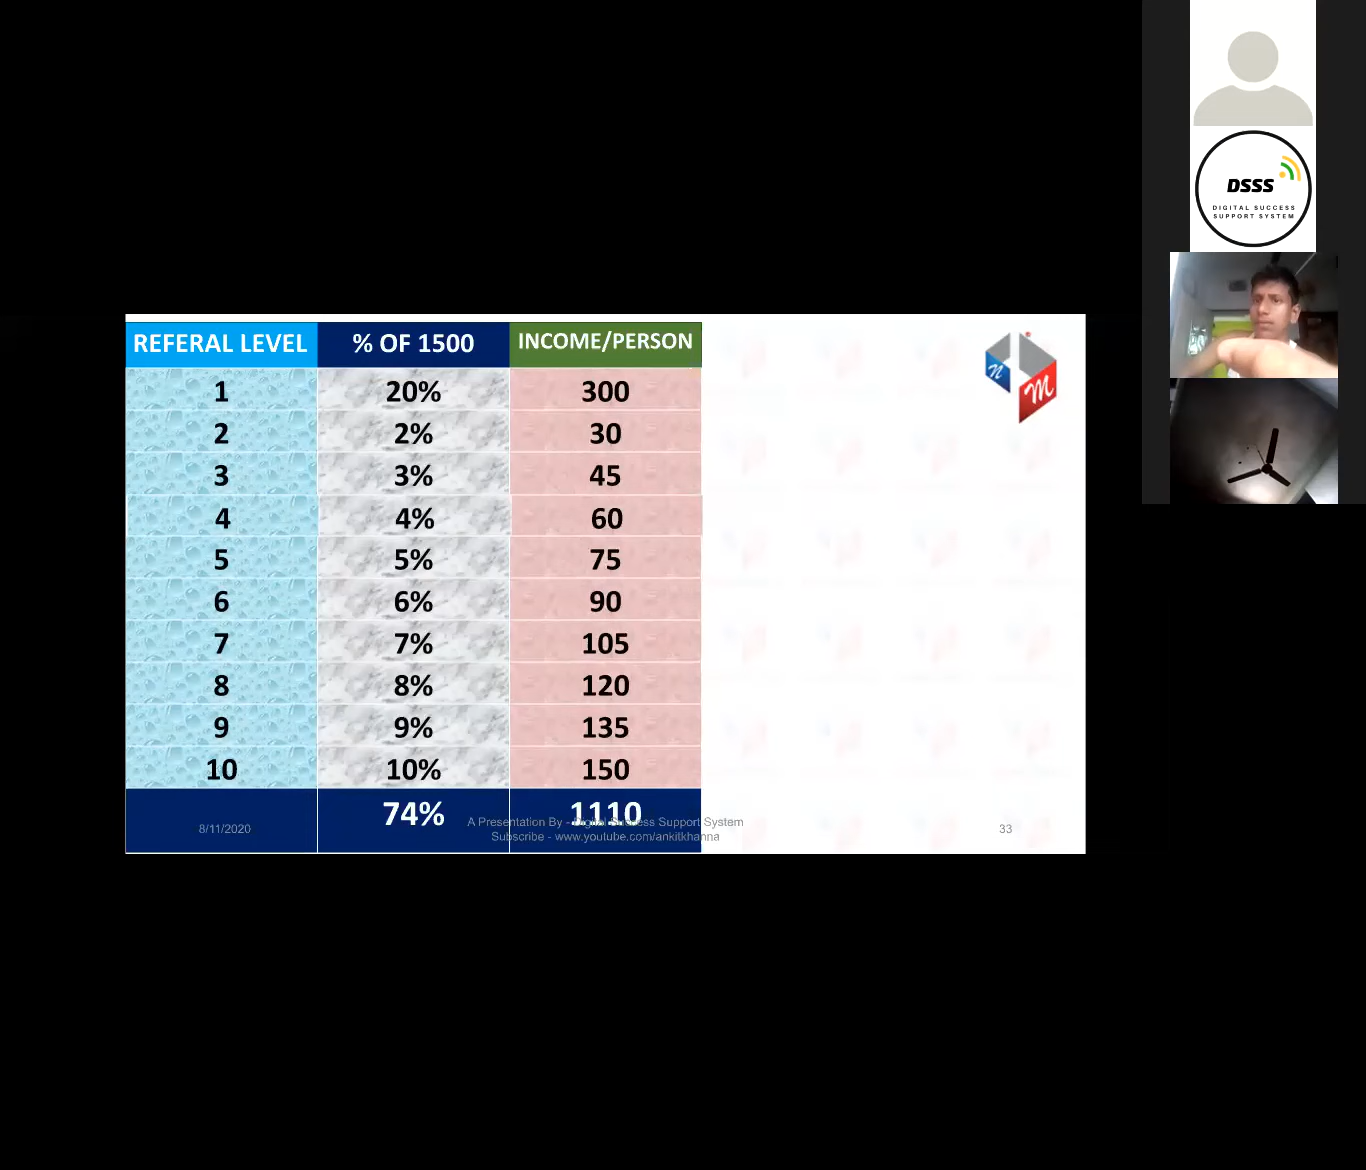 REFERAL LEVEL % OF 1500 INCOME/PERSON
1 20% 300
2 2% 30
3 3% 45
4 4% 60
5 5% 75
6 6% 90
7 7% 105
8 8% 120
9 9% 135
10 10% 150
74% 1110
8/11/2020
A Presentation By - Digital Success Support System
Subscribe - www.youtube.com/ankitkhanna
33
n m
DSSS
DIGITAL SUCCESS
SUPPORT SYSTEM